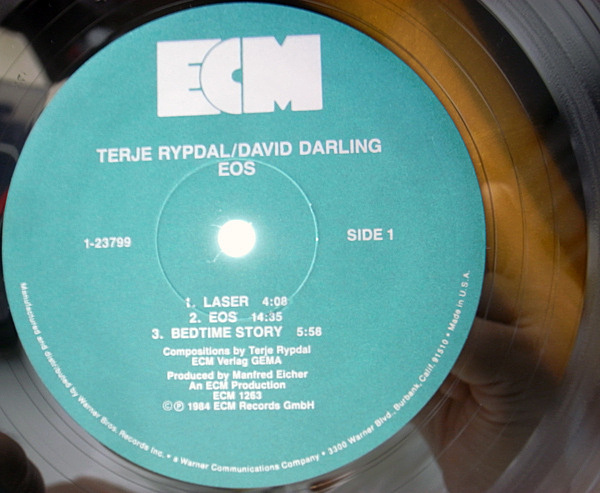 ECM
TERJE RYPDAL/DAVID DARLING
EOS
1-23799
SIDE 1
1. LASER 4:08
2. EOS 14:35
3. BEDTIME STORY 5:58
Compositions by Terje Rypdal
ECM Verlag GEMA
Produced by Manfred Eicher
An ECM Production
ECM 1263
©℗ 1984 ECM Records GmbH
Manufactured and distributed by Warner Bros. Records Inc. • a Warner Communications Company • 3300 Warner Blvd., Burbank, Calif. 91510 • Made in U.S.A.